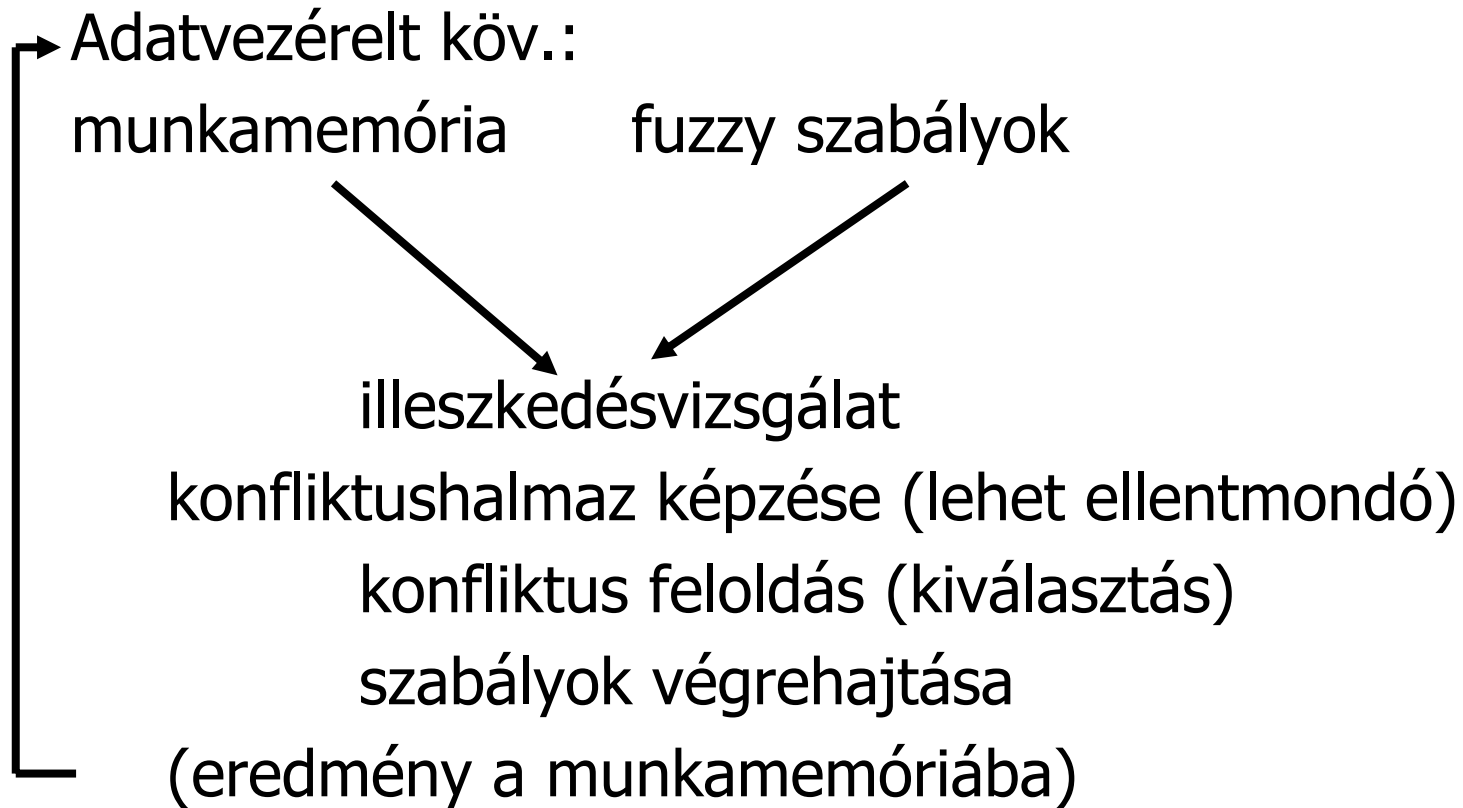 Adatvezérelt köv.:
munkamemória fuzzy szabályok
illeszkedésvizsgálat
konfliktushalmaz képzése (lehet ellentmondó)
konfliktus feloldás (kiválasztás)
szabályok végrehajtása
(eredmény a munkamemóriába)